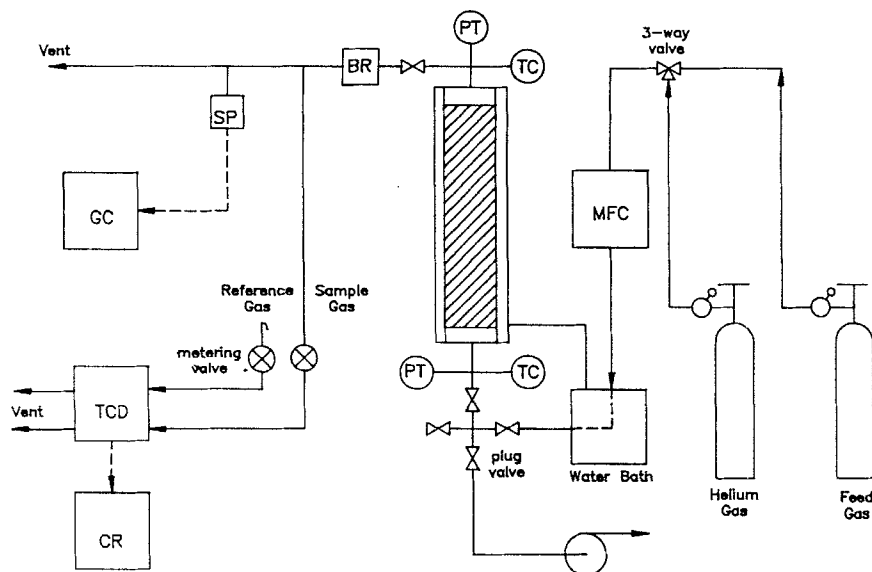 PT
3-way
valve
Vent
BR
TC
SP
GC
MFC
Reference
Gas
Sample
Gas
metering
valve
PT
TC
Vent
TCD
plug
valve
Water Bath
Helium
Gas
Feed
Gas
CR